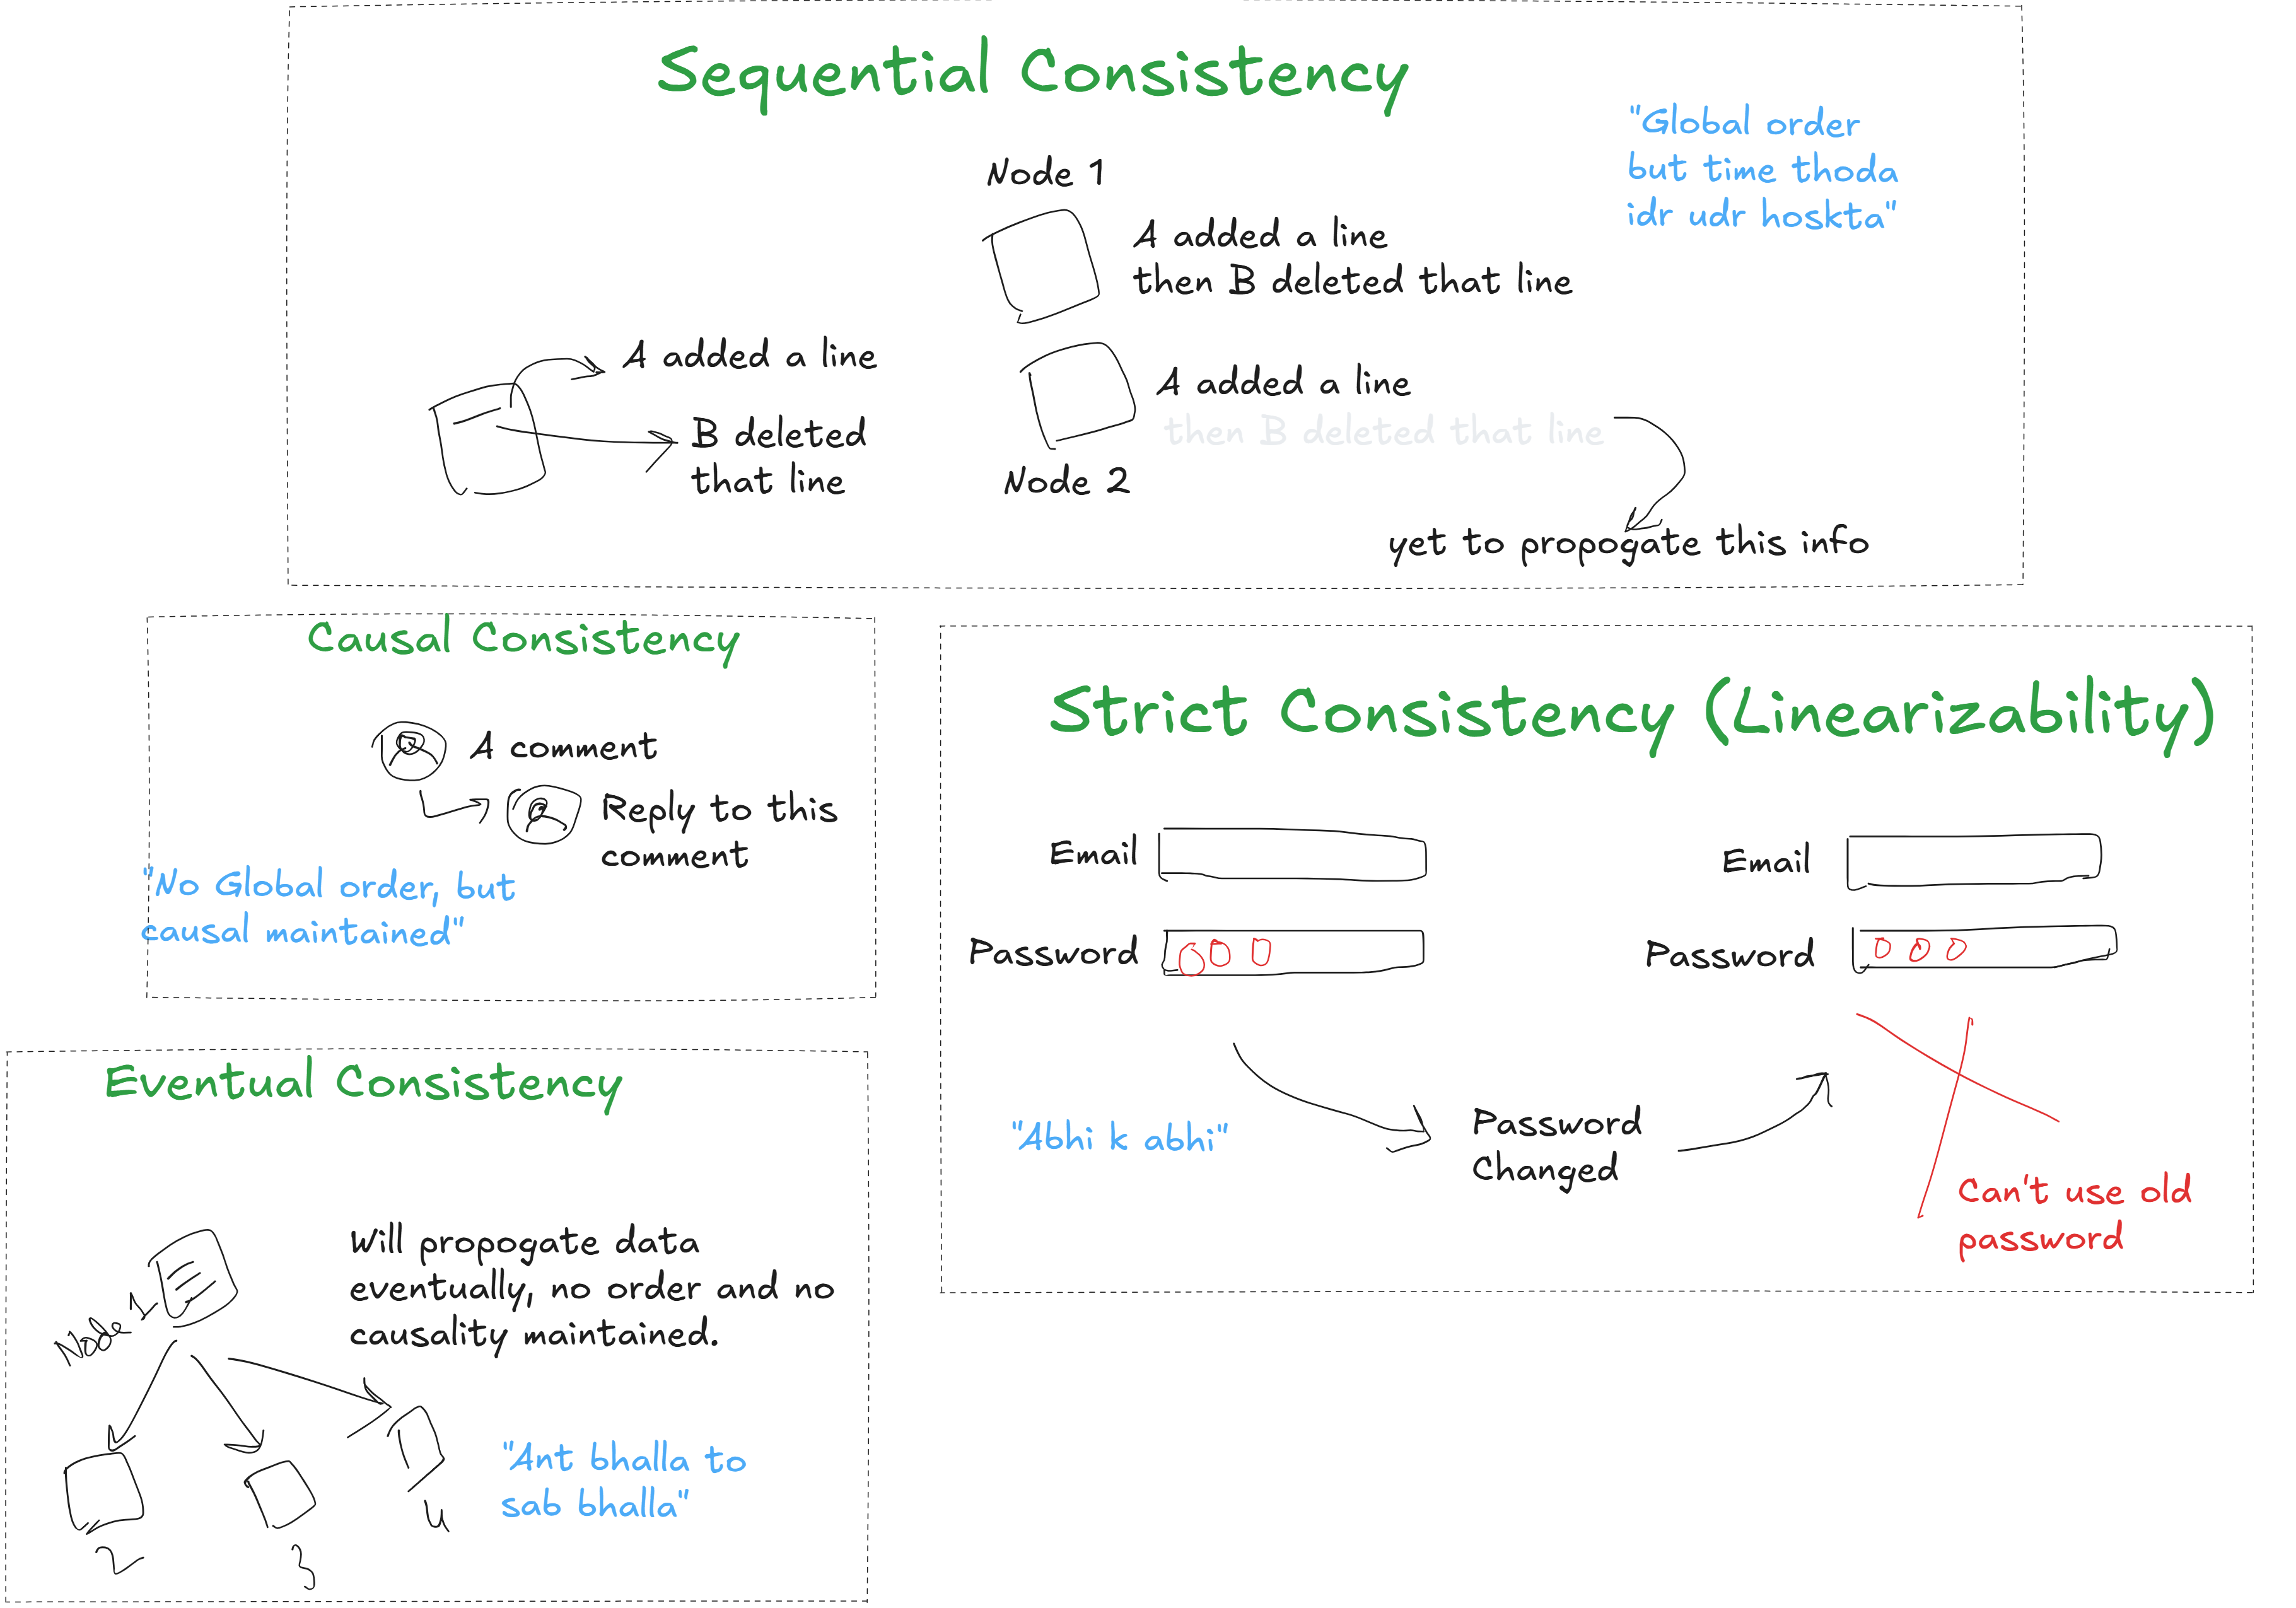 Sequential Consistency
"Global order
but time thoda
idr udr hoskta"
Node 1
A added a line
then B deleted that line
A added a line
B deleted
that line
A added a line
then B deleted that line
Node 2
yet to propogate this info
Causal Consistency
A comment
Reply to this
comment
"No Global order, but
causal maintained"
Strict Consistency (Linearizability)
Email
Email
Password
Password
"Abhi k abhi"
Password
Changed
Can't use old
password
Eventual Consistency
Will propogate data
eventually, no order and no
causality maintained.
Node 1
"Ant bhalla to
sab bhalla"
2
3
4